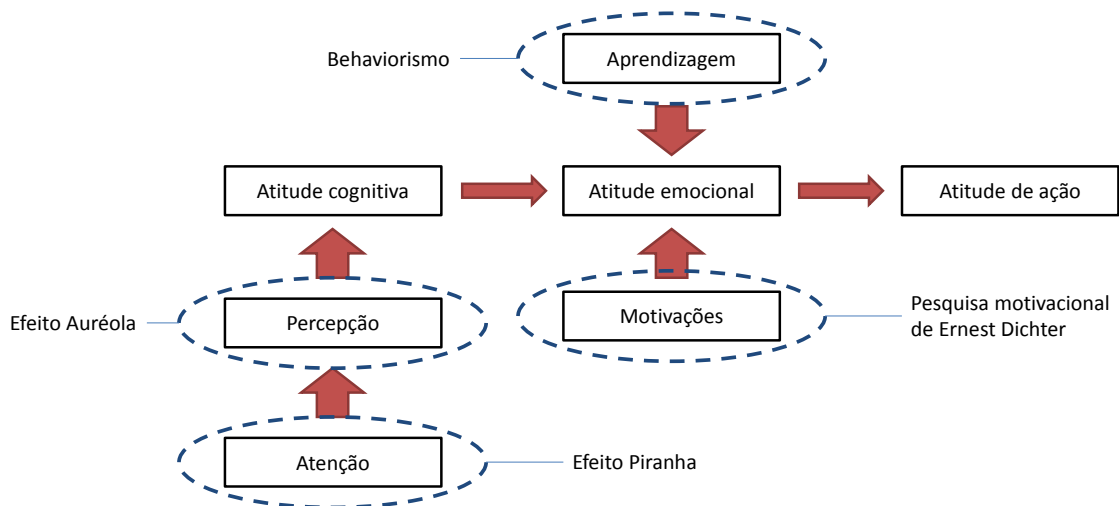 Behaviorismo
Aprendizagem
Atitude cognitiva
Atitude emocional
Atitude de ação
Efeito Auréola
Percepção
Motivações
Pesquisa motivacional
de Ernest Dichter
Atenção
Efeito Piranha